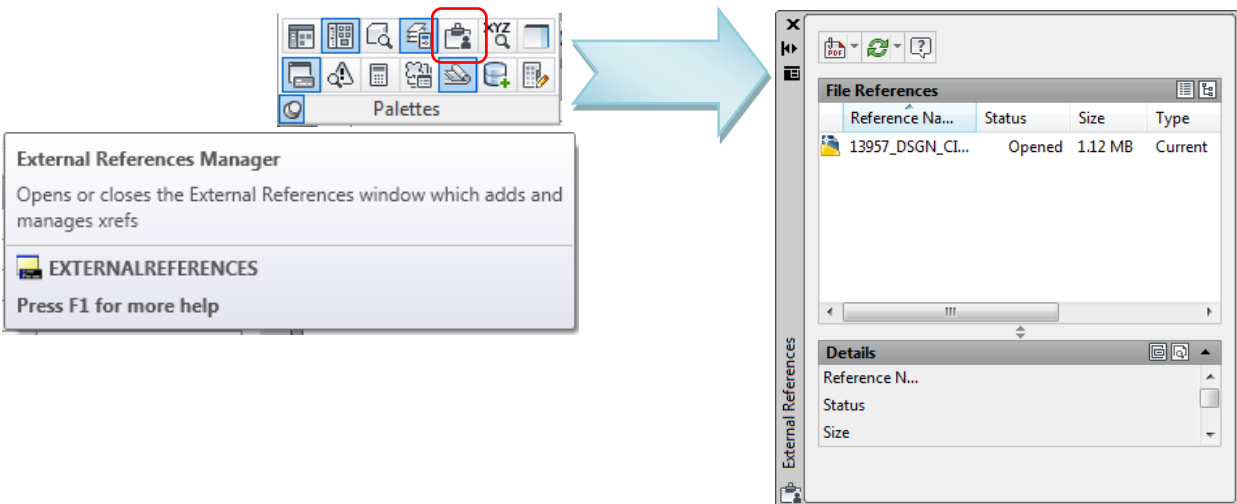 XYZ
Palettes
External References Manager
Opens or closes the External References window which adds and
manages xrefs
EXTERNALREFERENCES
Press F1 for more help
PDF
File References
Reference Na... Status Size Type
13957_DSGN_CI... Opened 1.12 MB Current
Details
Reference N...
Status
Size
External References